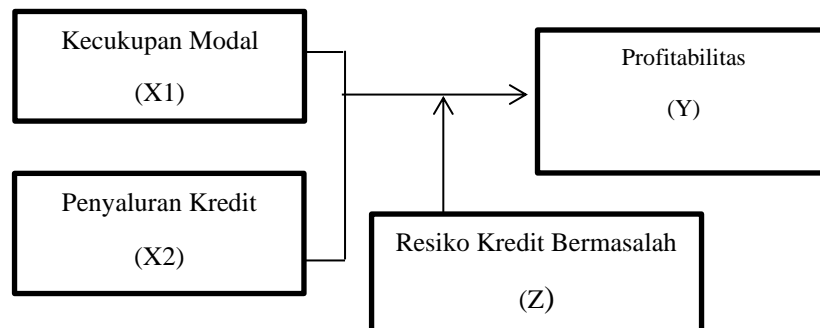 Kecukupan Modal
(X1)
Profitabilitas
(Y)
Penyaluran Kredit
(X2)
Resiko Kredit Bermasalah
(Z)